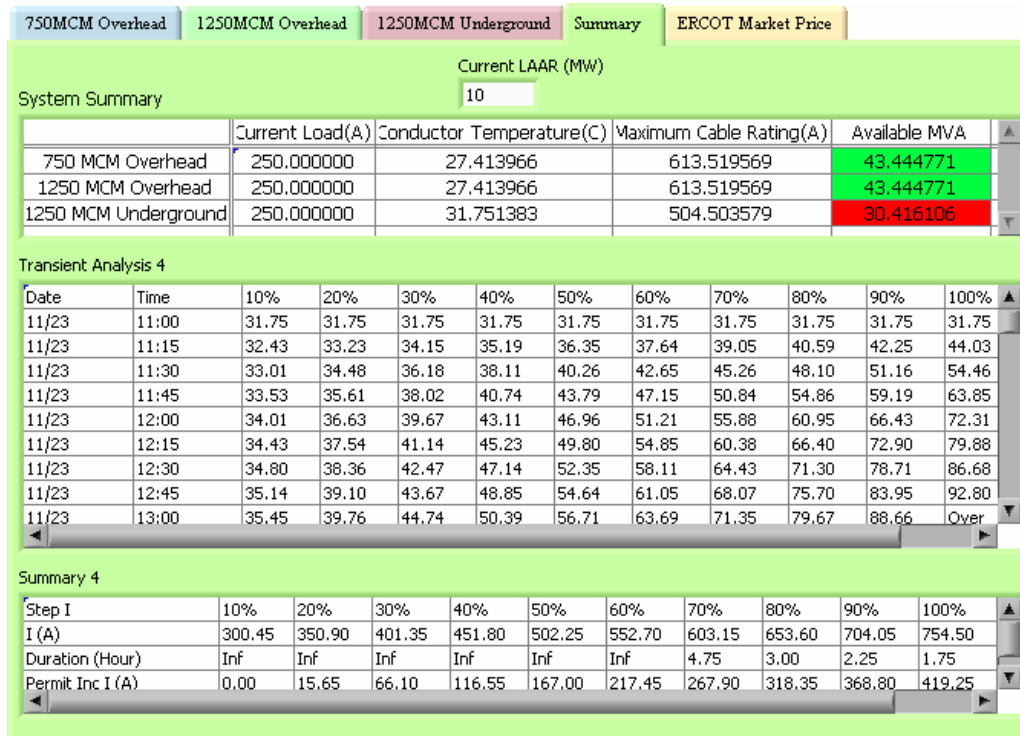 750MCM Overhead 1250MCM Overhead 1250MCM Underground Summary ERCOT Market Price
Current LAAR (MW)
System Summary 10
Current Load(A) Conductor Temperature(C) Maximum Cable Rating(A) Available MVA
750 MCM Overhead 250.000000 27.413966 613.519569 43.444771
1250 MCM Overhead 250.000000 27.413966 613.519569 43.444771
1250 MCM Underground 250.000000 31.751383 504.503579 30.416106
Transient Analysis 4
Date Time 10% 20% 30% 40% 50% 60% 70% 80% 90% 100%
11/23 11:00 31.75 31.75 31.75 31.75 31.75 31.75 31.75 31.75 31.75 31.75
11/23 11:15 32.43 33.23 34.15 35.19 36.35 37.64 39.05 40.59 42.25 44.03
11/23 11:30 33.01 34.48 36.18 38.11 40.26 42.65 45.26 48.10 51.16 54.46
11/23 11:45 33.53 35.61 38.02 40.74 43.79 47.15 50.84 54.86 59.19 63.85
11/23 12:00 34.01 36.63 39.67 43.11 46.96 51.21 55.88 60.95 66.43 72.31
11/23 12:15 34.43 37.54 41.14 45.23 49.80 54.85 60.38 66.40 72.90 79.88
11/23 12:30 34.80 38.36 42.47 47.14 52.35 58.11 64.43 71.30 78.71 86.68
11/23 12:45 35.14 39.10 43.67 48.85 54.64 61.05 68.07 75.70 83.95 92.80
11/23 13:00 35.45 39.76 44.74 50.39 56.71 63.69 71.35 79.67 88.66 Over
Summary 4
Step I 10% 20% 30% 40% 50% 60% 70% 80% 90% 100%
I (A) 300.45 350.90 401.35 451.80 502.25 552.70 603.15 653.60 704.05 754.50
Duration (Hour) Inf Inf Inf Inf Inf Inf 4.75 3.00 2.25 1.75
Permit Inc I (A) 0.00 15.65 66.10 116.55 167.00 217.45 267.90 318.35 368.80 419.25